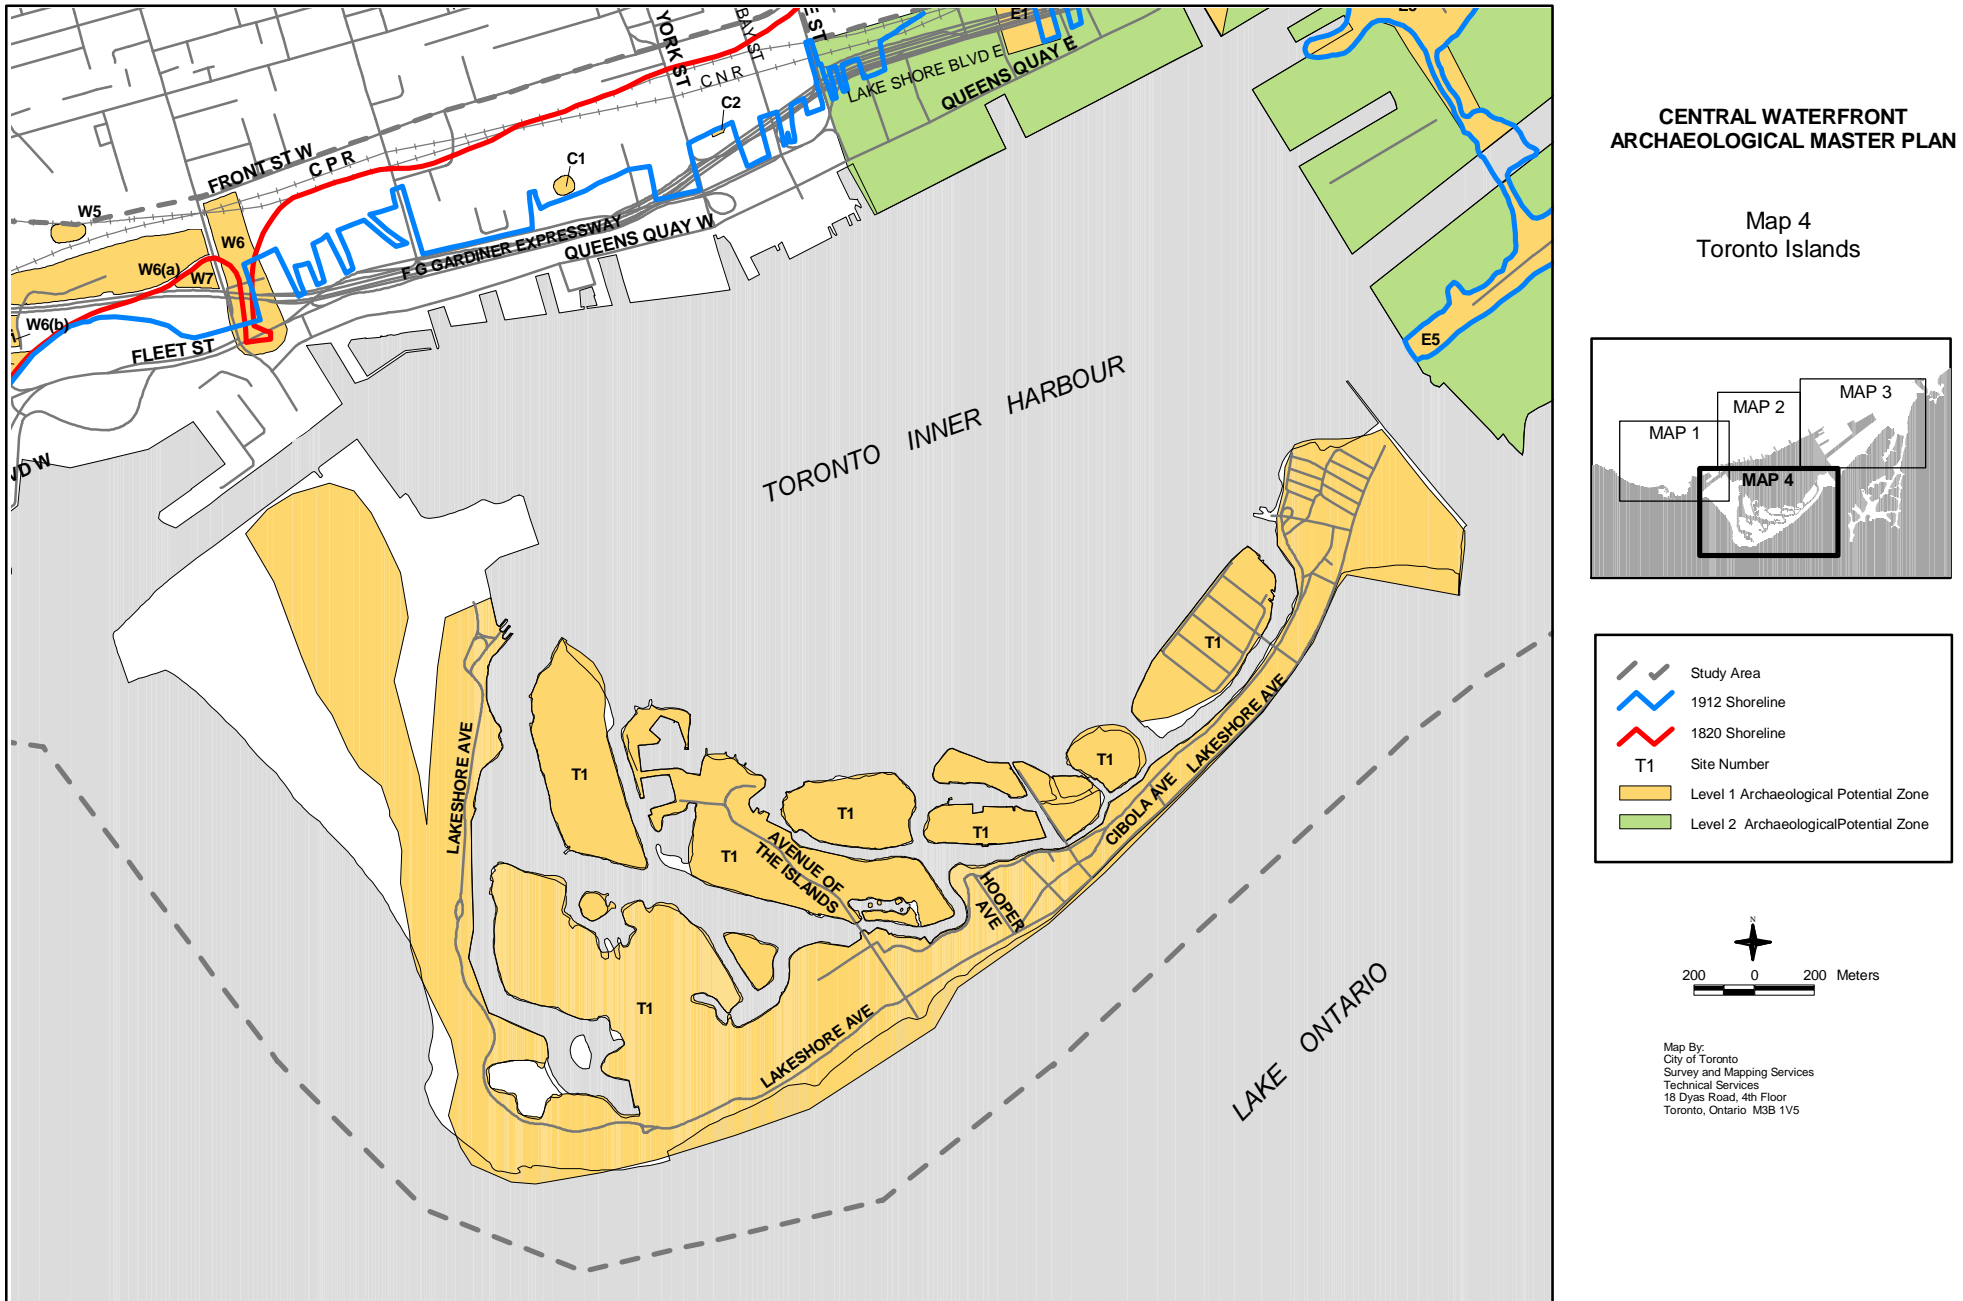 CENTRAL WATERFRONT
ARCHAEOLOGICAL MASTER PLAN
Map 4
Toronto Islands
MAP 1
MAP 2
MAP 3
MAP 4
Study Area
1912 Shoreline
1820 Shoreline
T1 Site Number
Level 1 Archaeological Potential Zone
Level 2 ArchaeologicalPotential Zone
N
200 0 200 Meters
Map By:
City of Toronto
Survey and Mapping Services
Technical Services
18 Dyas Road, 4th Floor
Toronto, Ontario M3B 1V5
YORK ST
BAY ST
E ST
E1
C N R
LAKE SHORE BLVD E
QUEENS QUAY E
C2
C1
FRONT ST W
C P R
W5
W6
W6(a)
W7
W6(b)
FLEET ST
F G GARDINER EXPRESSWAY
QUEENS QUAY W
VD W
E5
TORONTO INNER HARBOUR
LAKESHORE AVE
T1
T1
T1
T1
T1
T1
T1
AVENUE OF
THE ISLANDS
HOOPER
AVE
CIBOLA AVE
LAKESHORE AVE
LAKESHORE AVE
LAKE ONTARIO